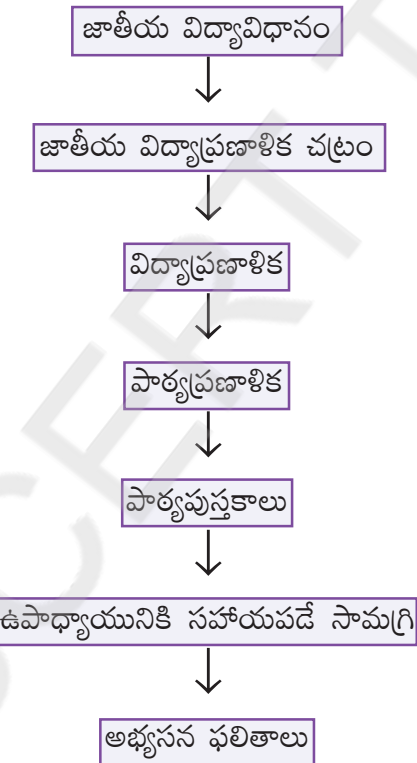 జాతీయ విద్యావిధానం
జాతీయ విద్యాప్రణాళిక చట్రం
విద్యాప్రణాళిక
పాఠ్యప్రణాళిక
పాఠ్యపుస్తకాలు
ఉపాధ్యాయునికి సహాయపడే సామగ్రి
అభ్యసన ఫలితాలు